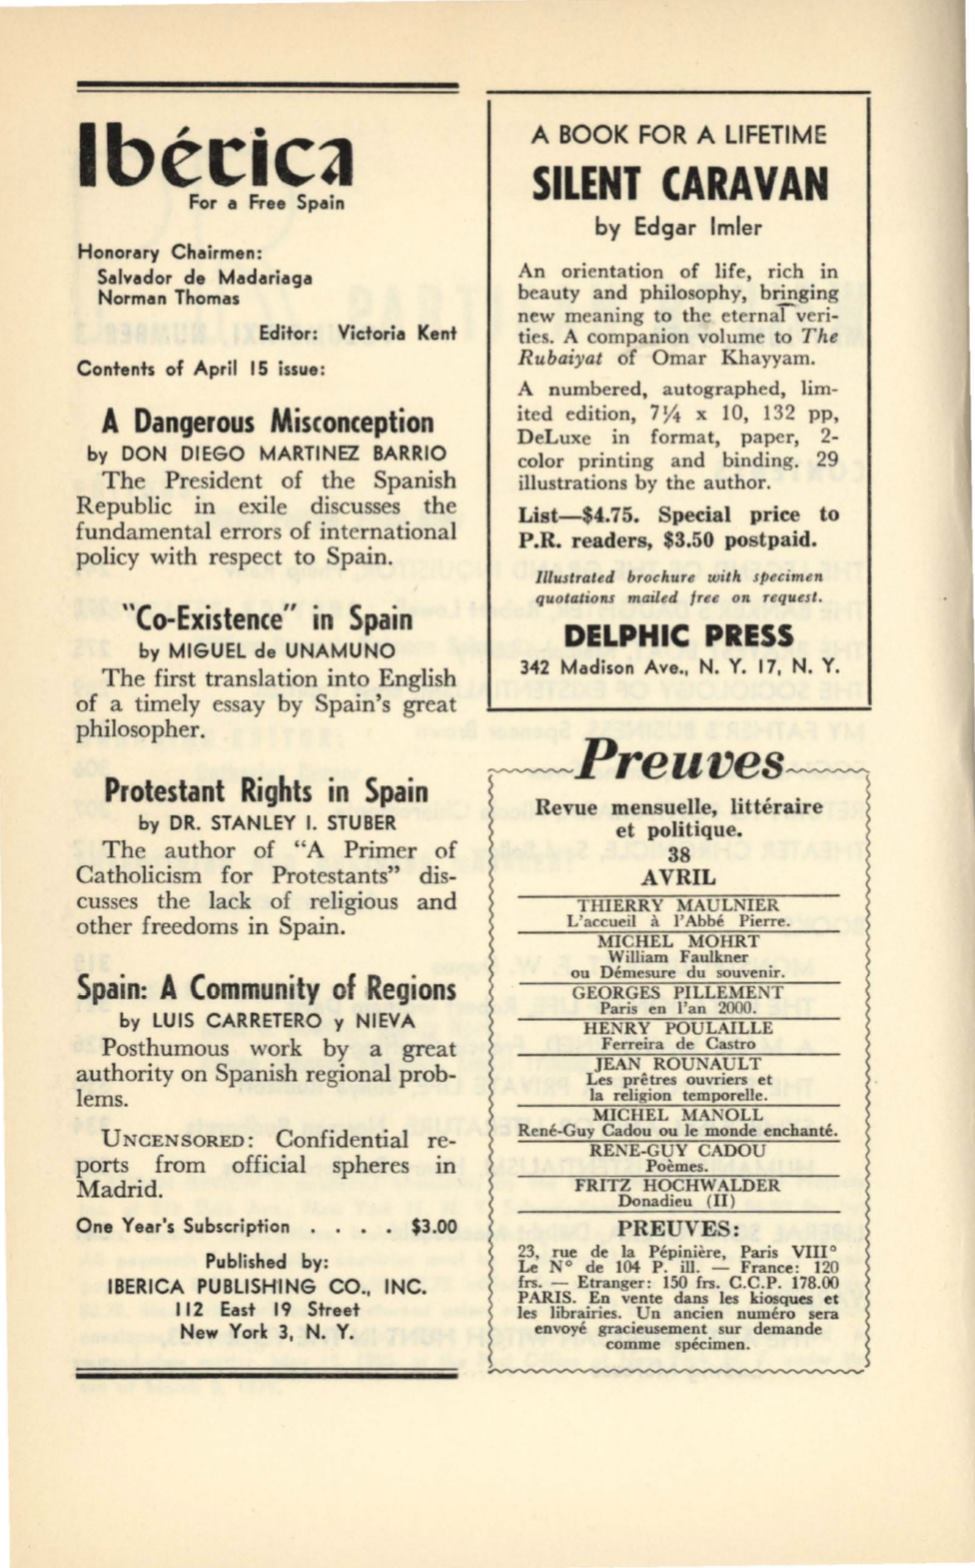 Ibérica
For a Free Spain
Honorary Chairmen:
Salvador de Madariaga
Norman Thomas
Editor: Victoria Kent
Contents of April 15 issue:
A Dangerous Misconception
by DON DIEGO MARTINEZ BARRIO
The President of the Spanish
Republic in exile discusses the
fundamental errors of international
policy with respect to Spain.
"Co-Existence" in Spain
by MIGUEL de UNAMUNO
The first translation into English
of a timely essay by Spain's great
philosopher.
Protestant Rights in Spain
by DR. STANLEY I. STUBER
The author of "A Primer of
Catholicism for Protestants" dis-
cusses the lack of religious and
other freedoms in Spain.
Spain: A Community of Regions
by LUIS CARRETERO y NIEVA
Posthumous work by a great
authority on Spanish regional prob-
lems.
UNCENSORED: Confidential re-
ports from official spheres in
Madrid.
One Year's Subscription . . . . $3.00
Published by:
IBERICA PUBLISHING CO., INC.
112 East 19 Street
New York 3, N. Y.
A BOOK FOR A LIFETIME
SILENT CARAVAN
by Edgar Imler
An orientation of life, rich in
beauty and philosophy, bringing
new meaning to the eternal veri-
ties. A companion volume to The
Rubaiyat of Omar Khayyam.
A numbered, autographed, lim-
ited edition, 7¼ x 10, 132 pp,
DeLuxe in format, paper, 2-
color printing and binding. 29
illustrations by the author.
List—$4.75. Special price to
P.R. readers, $3.50 postpaid.
Illustrated brochure with specimen
quotations mailed free on request.
DELPHIC PRESS
342 Madison Ave., N. Y. 17, N. Y.
Preuves
Revue mensuelle, littéraire
et politique.
38
AVRIL
THIERRY MAULNIER
L'accueil à l'Abbé Pierre.
MICHEL MOHRT
William Faulkner
ou Démesure du souvenir.
GEORGES PILLEMENT
Paris en l'an 2000.
HENRY POULAILLE
Ferreira de Castro
JEAN ROUNAULT
Les prêtres ouvriers et
la religion temporelle.
MICHEL MANOLL
René-Guy Cadou ou le monde enchanté.
RENE-GUY CADOU
Poèmes.
FRITZ HOCHWALDER
Donadieu (II)
PREUVES:
23, rue de la Pépinière, Paris VIII°
Le N° de 104 P. ill. — France: 120
frs. — Etranger: 150 frs. C.C.P. 178.00
PARIS. En vente dans les kiosques et
les librairies. Un ancien numéro sera
envoyé gracieusement sur demande
comme spécimen.